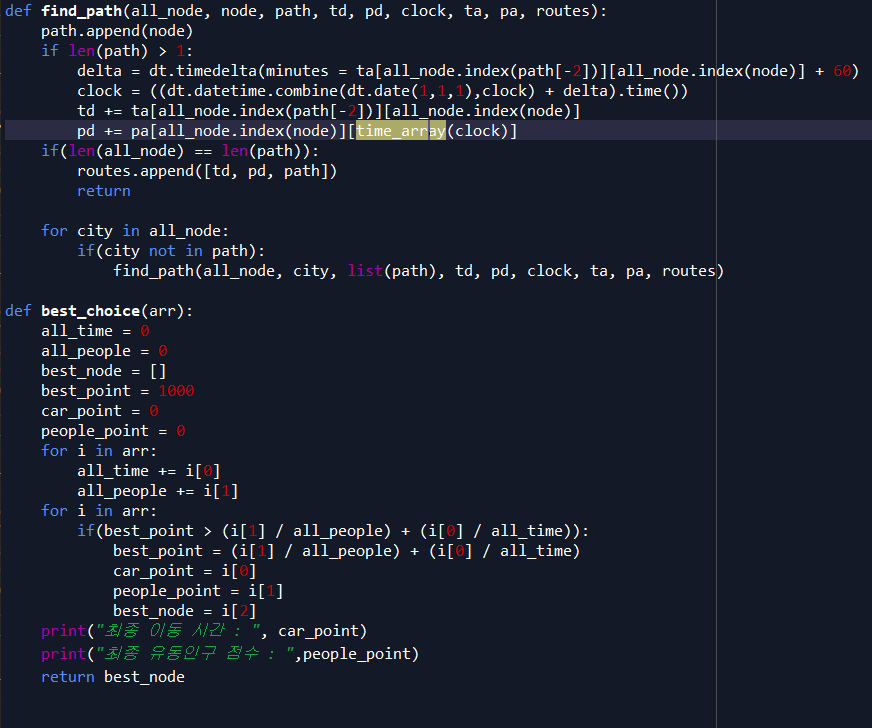 def find_path(all_node, node, path, td, pd, clock, ta, pa, routes):
    path.append(node)
    if len(path) > 1:
        delta = dt.timedelta(minutes = ta[all_node.index(path[-2])][all_node.index(node)] + 60)
        clock = ((dt.datetime.combine(dt.date(1,1,1),clock) + delta).time())
        td += ta[all_node.index(path[-2])][all_node.index(node)]
        pd += pa[all_node.index(node)][time_array(clock)]
    if(len(all_node) == len(path)):
        routes.append([td, pd, path])
        return
    for city in all_node:
        if(city not in path):
            find_path(all_node, city, list(path), td, pd, clock, ta, pa, routes)
def best_choice(arr):
    all_time = 0
    all_people = 0
    best_node = []
    best_point = 1000
    car_point = 0
    people_point = 0
    for i in arr:
        all_time += i[0]
        all_people += i[1]
    for i in arr:
        if(best_point > (i[1] / all_people) + (i[0] / all_time)):
            best_point = (i[1] / all_people) + (i[0] / all_time)
            car_point = i[0]
            people_point = i[1]
            best_node = i[2]
    print("최종 이동 시간 : ", car_point)
    print("최종 유동인구 점수 : ",people_point)
    return best_node